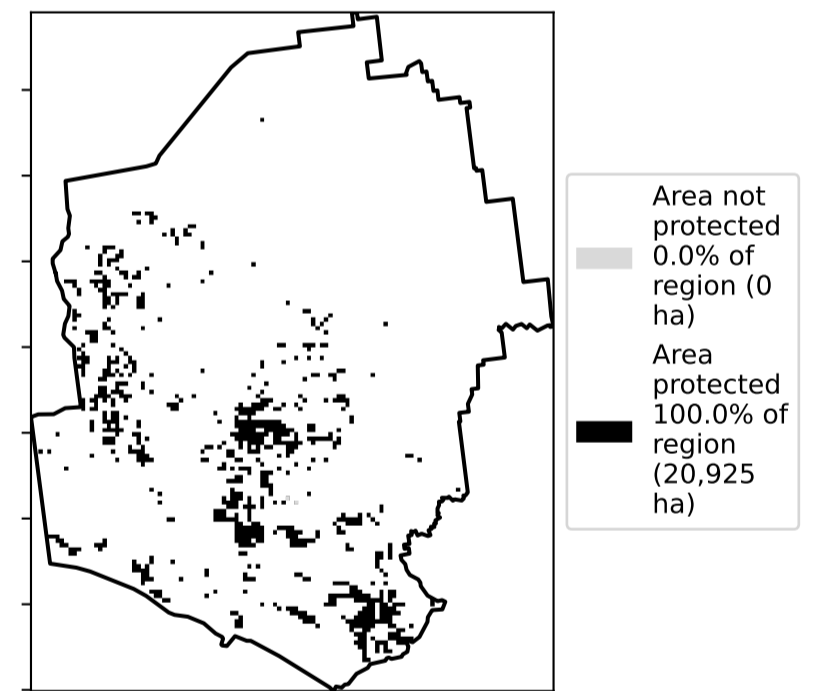 Area not
protected
0.0% of
region (0
ha)
Area
protected
100.0% of
region
(20,925
ha)